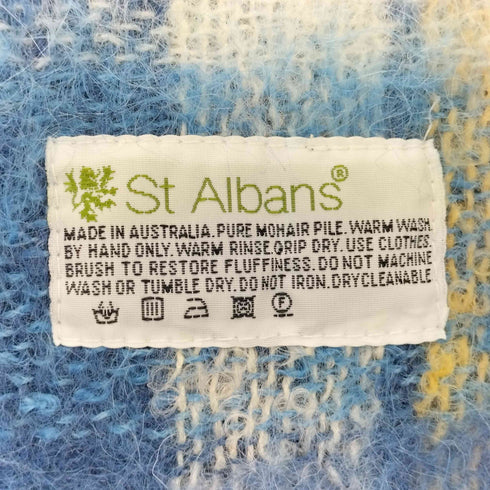 St Albans®
MADE IN AUSTRALIA. PURE MOHAIR PILE. WARM WASH.
BY HAND ONLY. WARM RINSE. DRIP DRY. USE CLOTHES.
BRUSH TO RESTORE FLUFFINESS. DO NOT MACHINE
WASH OR TUMBLE DRY. DO NOT IRON. DRYCLEANABLE
F